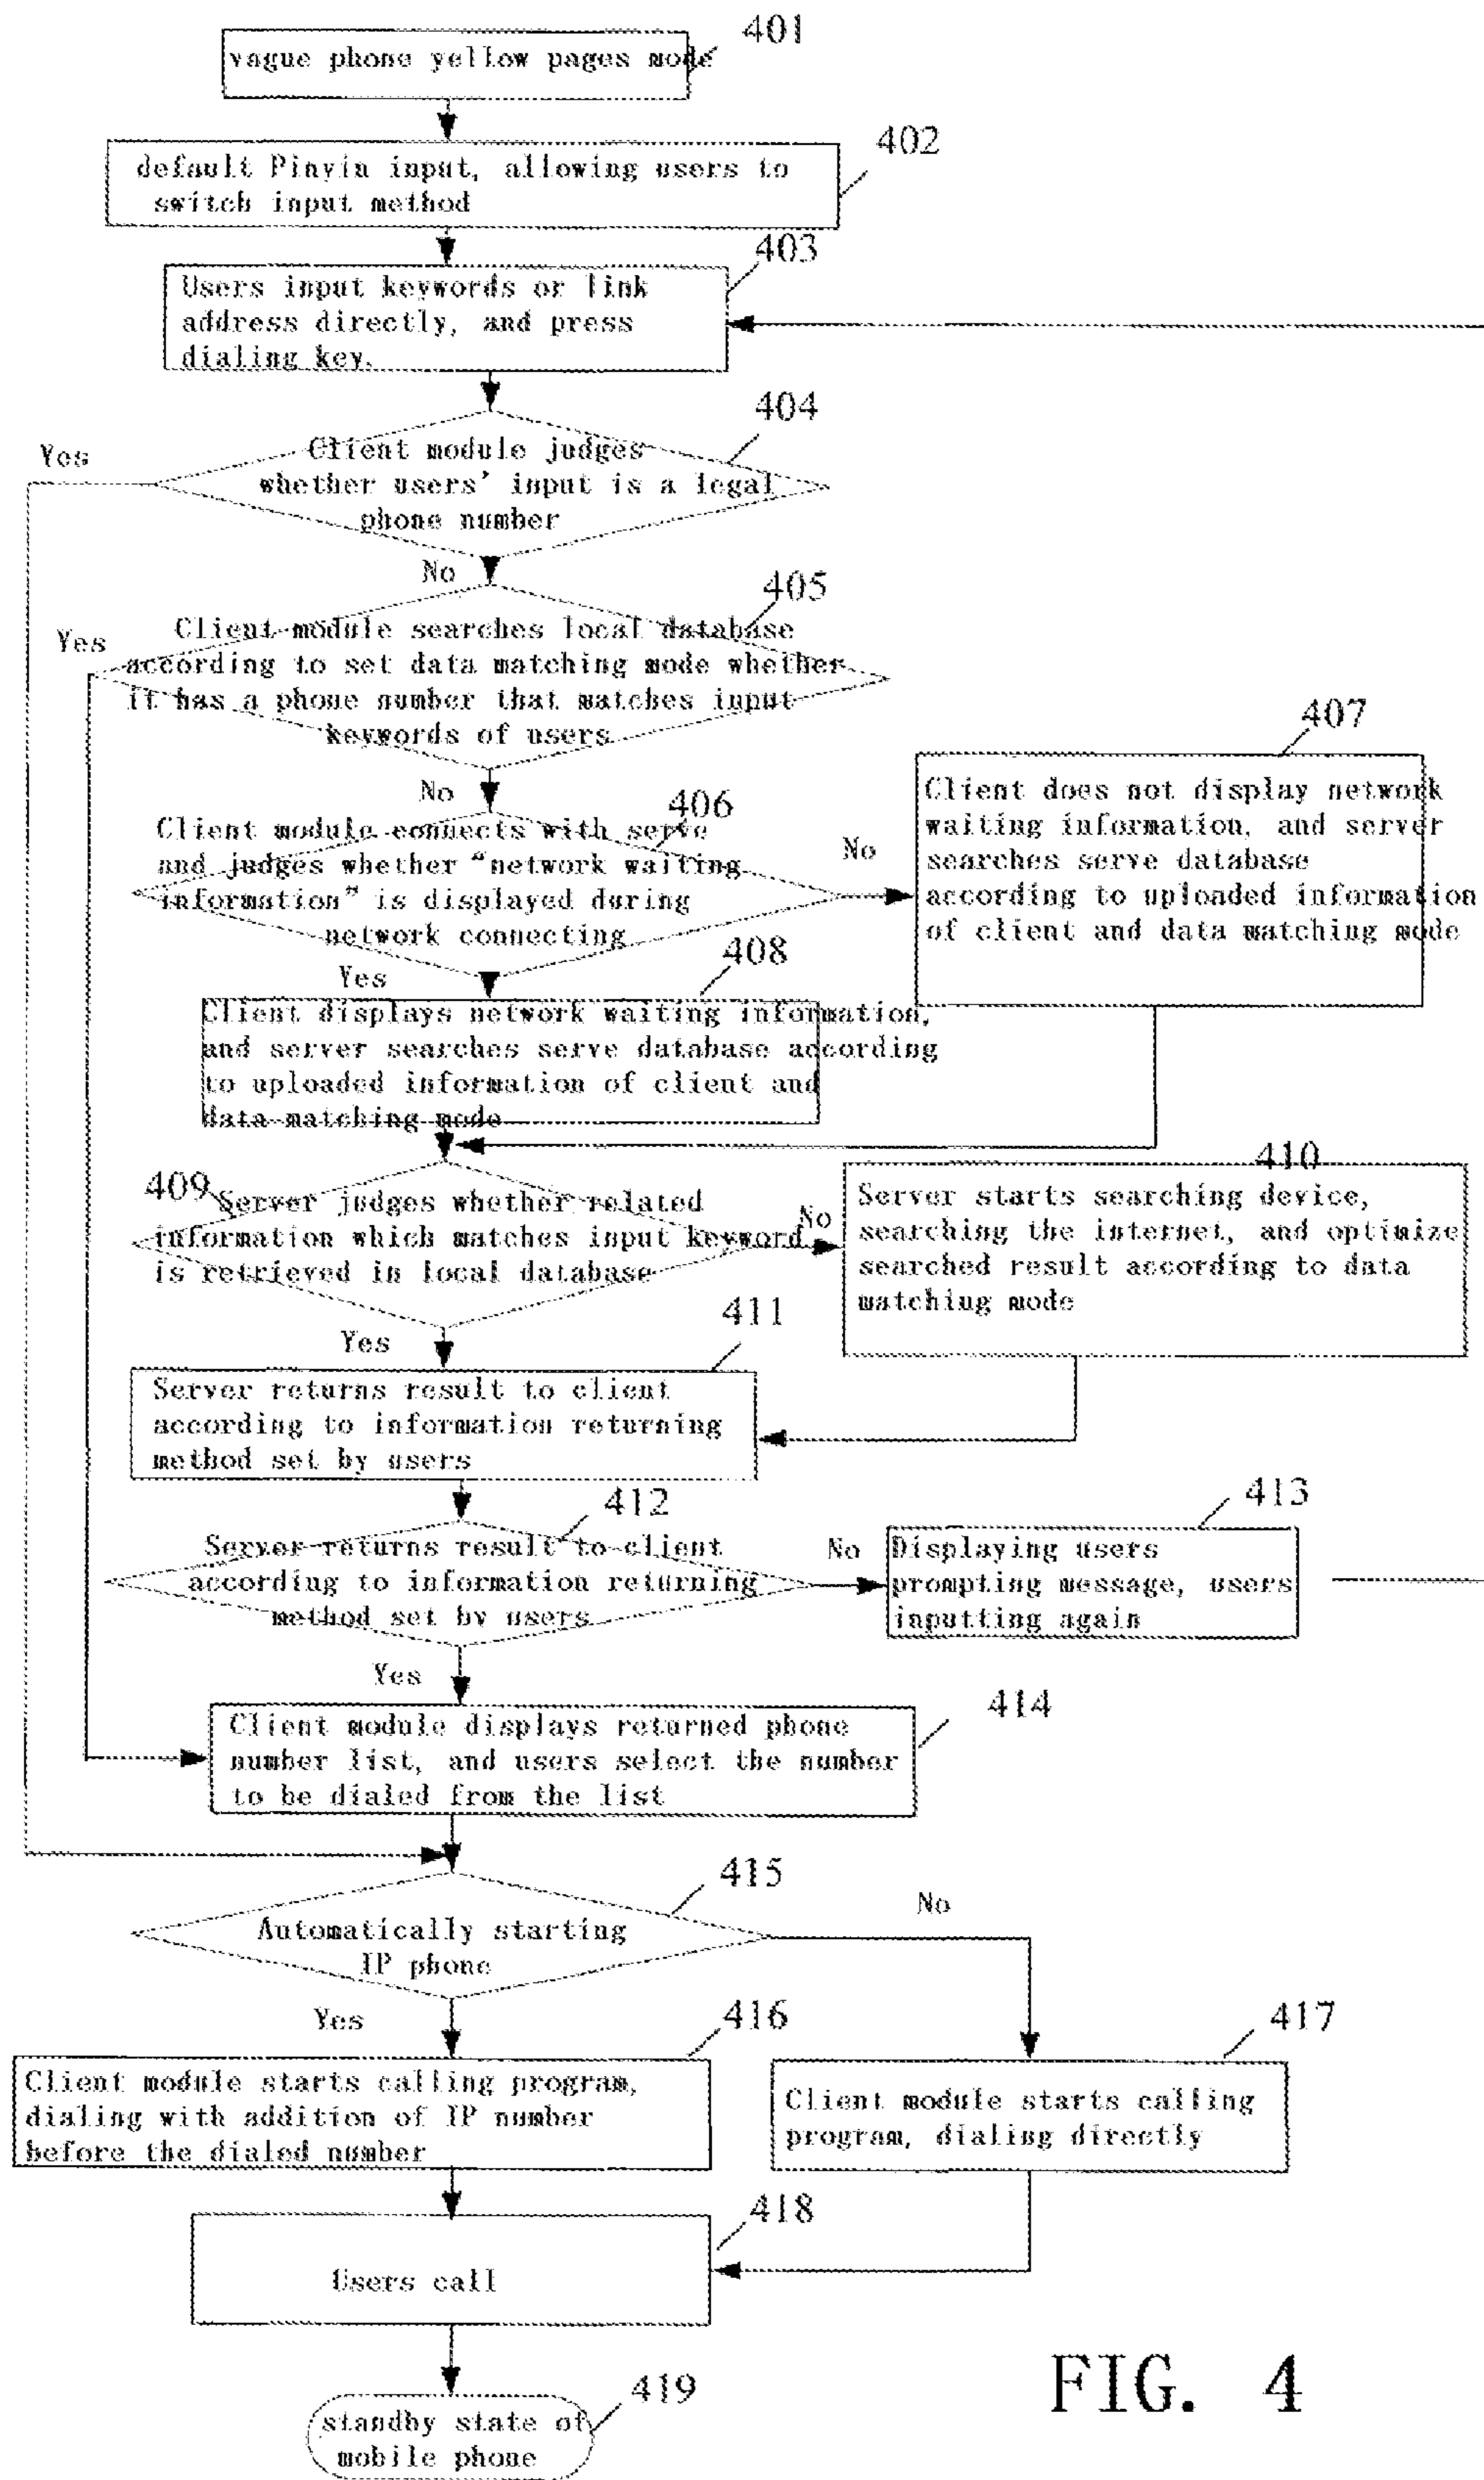 401
vague phone yellow pages mode
402
default Pinyin input, allowing users to
switch input method
403
Users input keywords or link
address directly, and press
dialing key.
404
Yes
Client module judges
whether users' input is a legal
phone number
No
405
Yes
Client module searches local database
according to set data matching mode whether
it has a phone number that matches input
keywords of users
No
406
Client module connects with serve
and judges whether "network waiting
information" is displayed during
network connecting
No
407
Client does not display network
waiting information, and server
searches serve database
according to uploaded information
of client and data matching mode
Yes
408
Client displays network waiting information,
and server searches serve database according
to uploaded information of client and
data matching mode
409
Server judges whether related
information which matches input keyword
is retrieved in local database
No
410
Server starts searching device,
searching the internet, and optimize
searched result according to data
matching mode
Yes
411
Server returns result to client
according to information returning
method set by users
412
Server returns result to client
according to information returning
method set by users
No
413
Displaying users
prompting message, users
inputting again
Yes
414
Client module displays returned phone
number list, and users select the number
to be dialed from the list
415
Automatically starting
IP phone
No
Yes
416
Client module starts calling program,
dialing with addition of IP number
before the dialed number
417
Client module starts calling
program, dialing directly
418
Users call
419
standby state of
mobile phone
FIG. 4